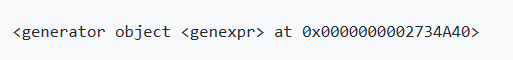 <generator object <genexpr> at 0x0000000002734A40>